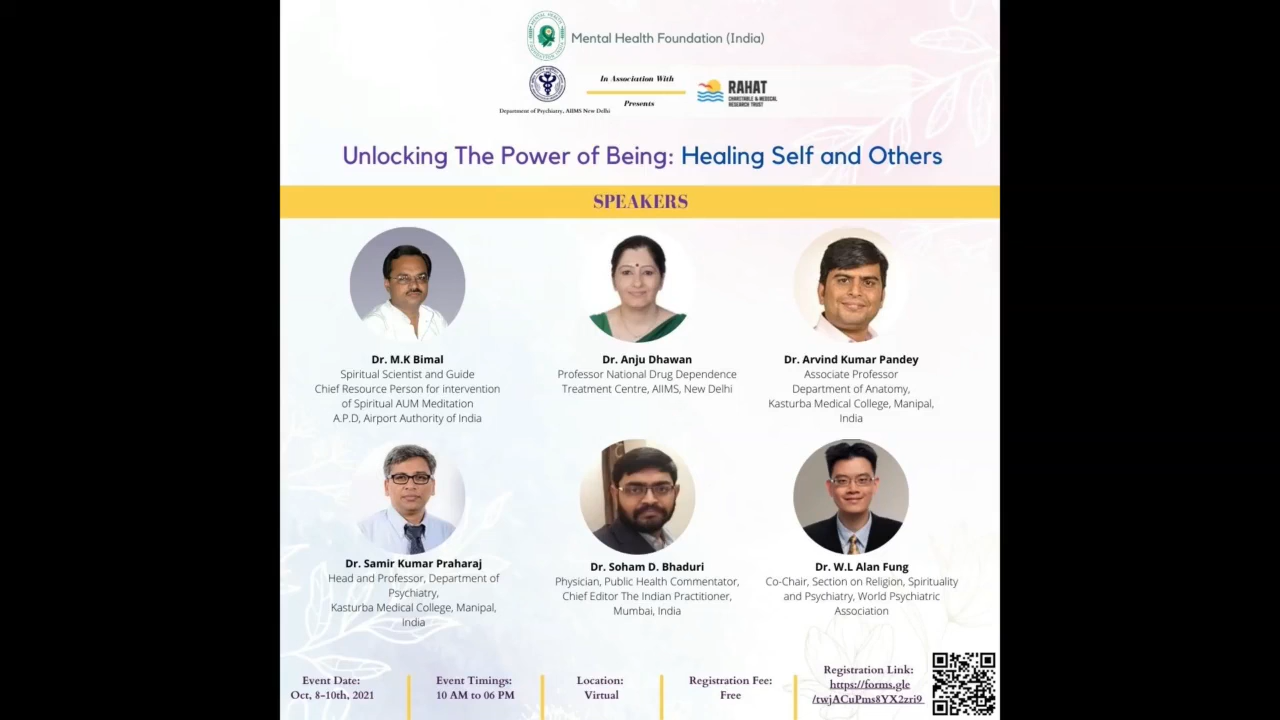 Mental Health Foundation (India)
In Association With
Presents
Department of Psychiatry, AIIMS New Delhi
RAHAT
CHARITABLE & MEDICAL
RESEARCH TRUST
Unlocking The Power of Being: Healing Self and Others
SPEAKERS
Dr. M.K Bimal
Spiritual Scientist and Guide
Chief Resource Person for intervention
of Spiritual AUM Meditation
A.P.D, Airport Authority of India
Dr. Anju Dhawan
Professor National Drug Dependence
Treatment Centre, AIIMS, New Delhi
Dr. Arvind Kumar Pandey
Associate Professor
Department of Anatomy,
Kasturba Medical College, Manipal,
India
Dr. Samir Kumar Praharaj
Head and Professor, Department of
Psychiatry,
Kasturba Medical College, Manipal,
India
Dr. Soham D. Bhaduri
Physician, Public Health Commentator,
Chief Editor The Indian Practitioner,
Mumbai, India
Dr. W.L Alan Fung
Co-Chair, Section on Religion, Spirituality
and Psychiatry, World Psychiatric
Association
Event Date:
Oct, 8-10th, 2021
Event Timings:
10 AM to 06 PM
Location:
Virtual
Registration Fee:
Free
Registration Link:
https://forms.gle
/twjACuPms8YX2zri9